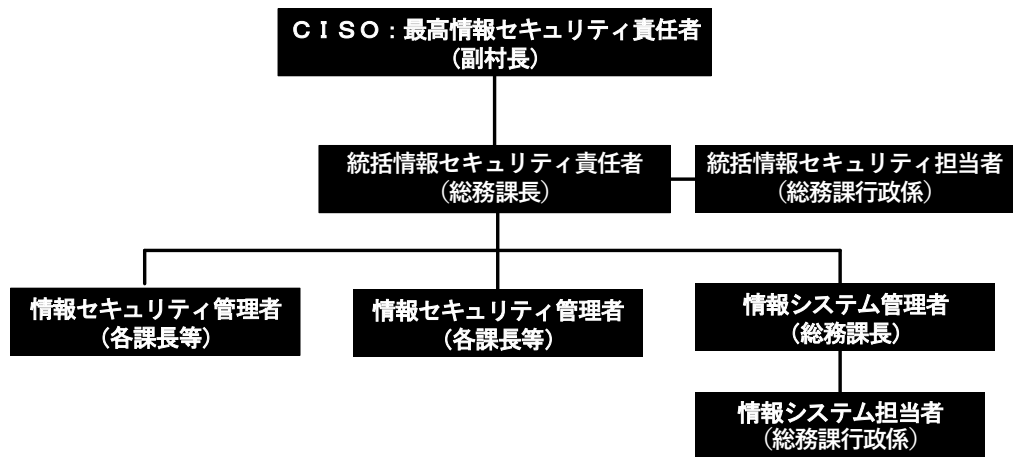 ＣＩＳＯ：最高情報セキュリティ責任者
（副村長）
統括情報セキュリティ責任者
（総務課長）
統括情報セキュリティ担当者
（総務課行政係）
情報セキュリティ管理者
（各課長等）
情報セキュリティ管理者
（各課長等）
情報システム管理者
（総務課長）
情報システム担当者
（総務課行政係）